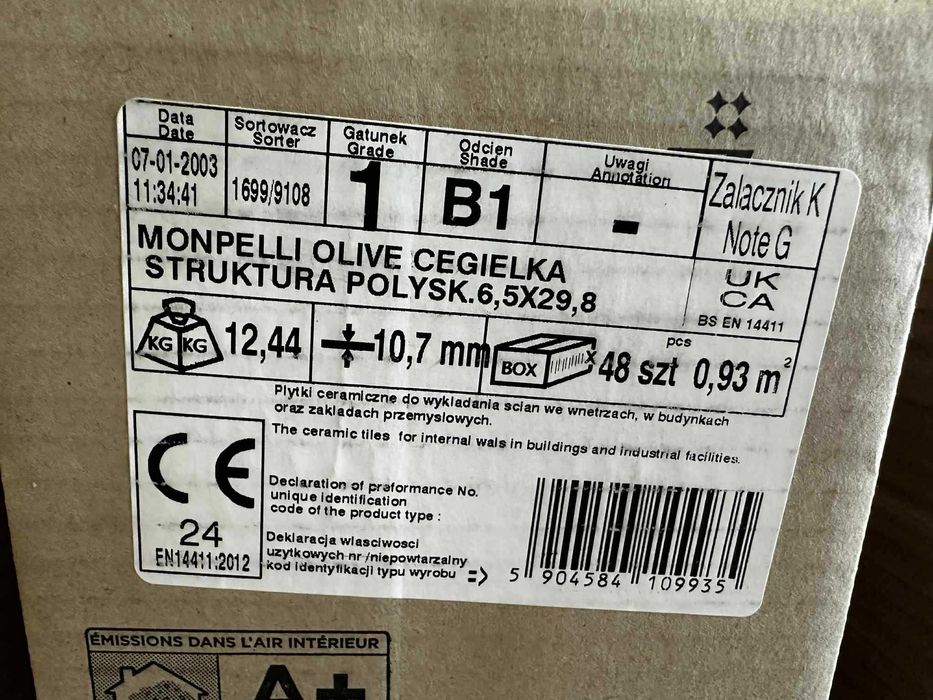 Data
Date
07-01-2003
11:34:41
Sortowacz
Sorter
1699/9108
Gatunek
Grade
1
Odcien
Shade
B1
Uwagi
Anuotation
-
Zalacznik K
Note G
MONPELLI OLIVE CEGIELKA
STRUKTURA POLYSK.6,5X29,8
UK
CA
BS EN 14411
KG KG 12,44
10,7 mm
BOX x 48 szt 0,93 m²
pcs
Plytki ceramiczne do wykladania scian we wnetrzach, w budynkach
oraz zakladach przemyslowych.
The ceramic tiles for internal wals in buildings and industrial facilities.
CE
24
EN14411:2012
Declaration of preformance No.
unique identification
code of the product type :
Deklaracja wlasciwosci
uzytkowych nr /niepowtarzalny
kod identyfikacji typu wyrobu =>
5 904584 109935
ÉMISSIONS DANS L'AIR INTÉRIEUR
A+